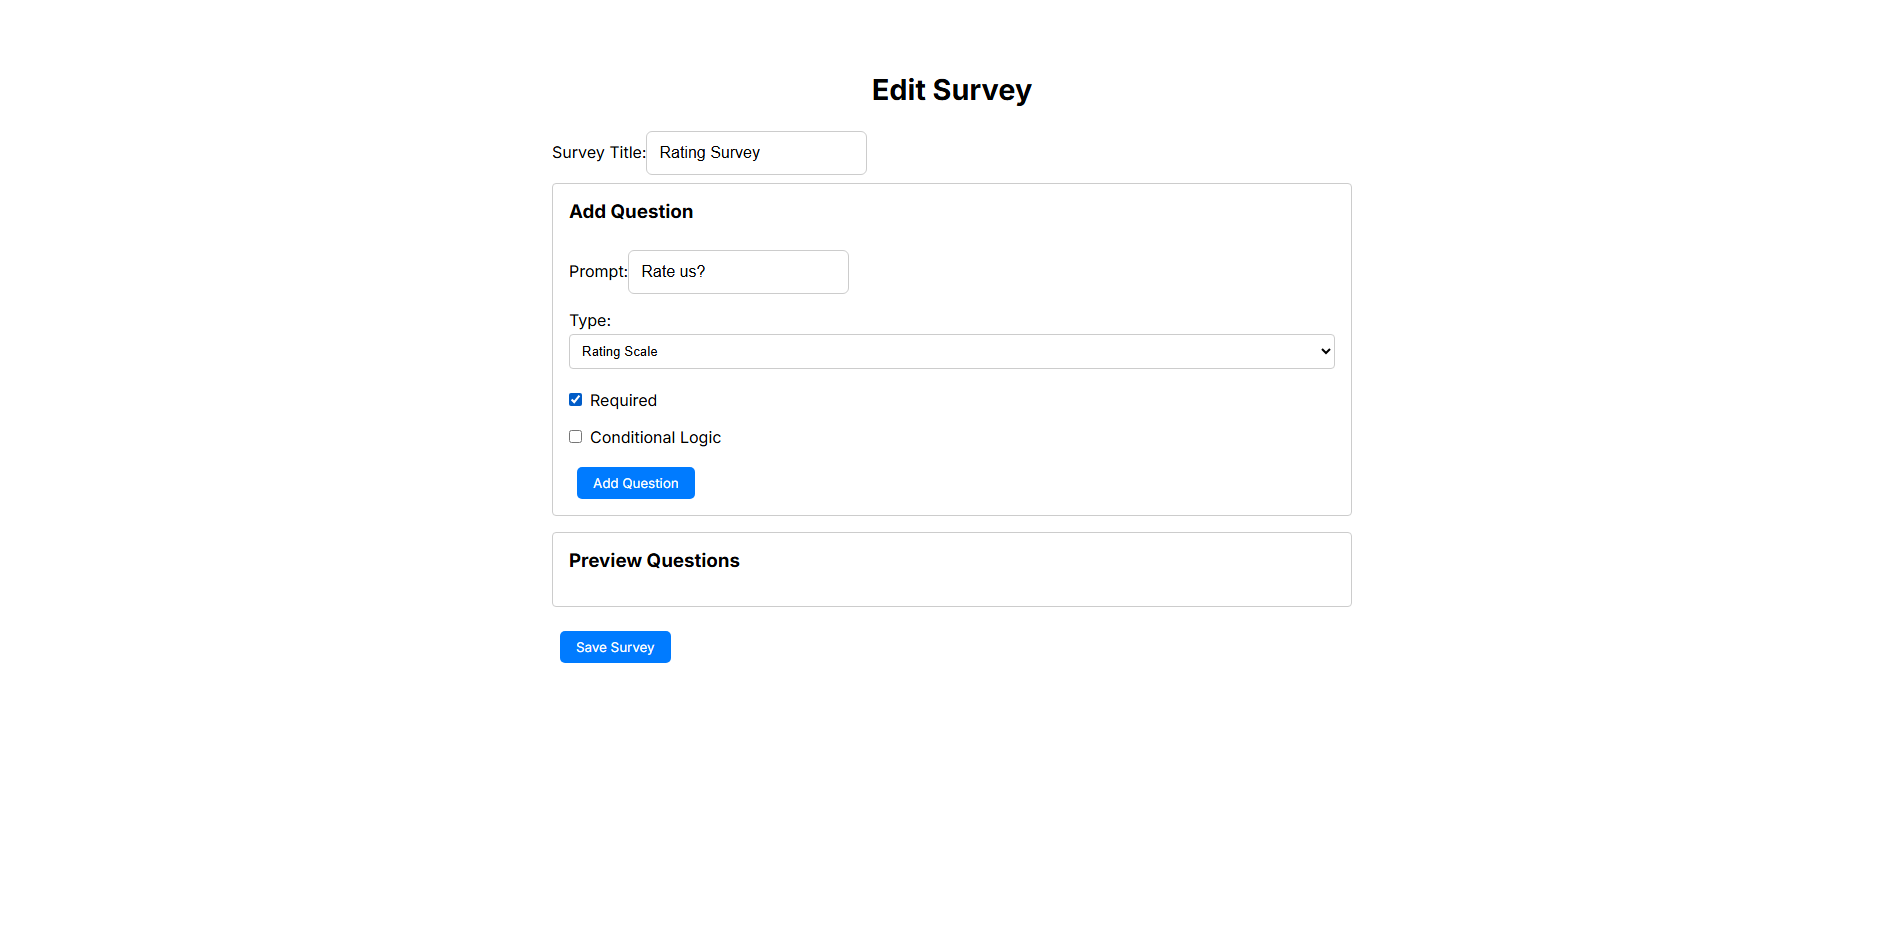 Edit Survey
Survey Title: Rating Survey
Add Question
Prompt: Rate us?
Type:
Rating Scale
Required
Conditional Logic
Add Question
Preview Questions
Save Survey